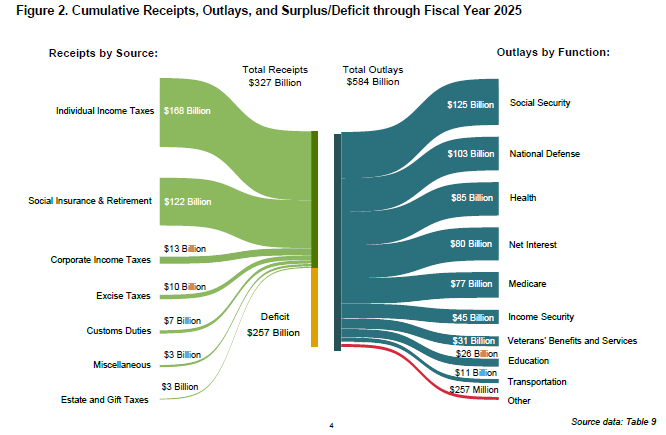 Figure 2. Cumulative Receipts, Outlays, and Surplus/Deficit through Fiscal Year 2025
Receipts by Source:
Outlays by Function:
Total Receipts
$327 Billion
Total Outlays
$584 Billion
Individual Income Taxes
$168 Billion
Social Insurance & Retirement
$122 Billion
$13 Billion
Corporate Income Taxes
$10 Billion
Excise Taxes
$7 Billion
Customs Duties
$3 Billion
Miscellaneous
$3 Billion
Estate and Gift Taxes
Deficit
$257 Billion
$125 Billion
Social Security
$103 Billion
National Defense
$85 Billion
Health
$80 Billion
Net Interest
$77 Billion
Medicare
$45 Billion
Income Security
$31 Billion
Veterans' Benefits and Services
$26 Billion
Education
$11 Billion
Transportation
$257 Million
Other
4
Source data: Table 9